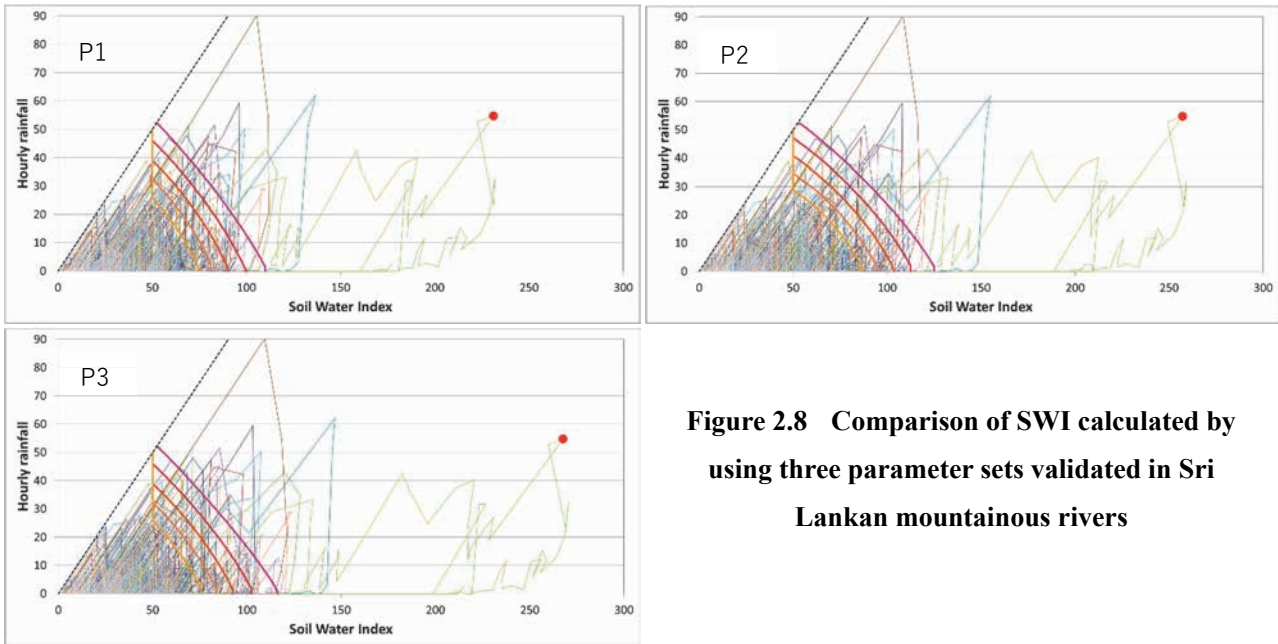 P1
Hourly rainfall
90
80
70
60
50
40
30
20
10
0
0 50 100 150 200 250 300
Soil Water Index
P2
Hourly rainfall
90
80
70
60
50
40
30
20
10
0
0 50 100 150 200 250 300
Soil Water Index
P3
Hourly rainfall
90
80
70
60
50
40
30
20
10
0
0 50 100 150 200 250 300
Soil Water Index
Figure 2.8 Comparison of SWI calculated by
using three parameter sets validated in Sri
Lankan mountainous rivers